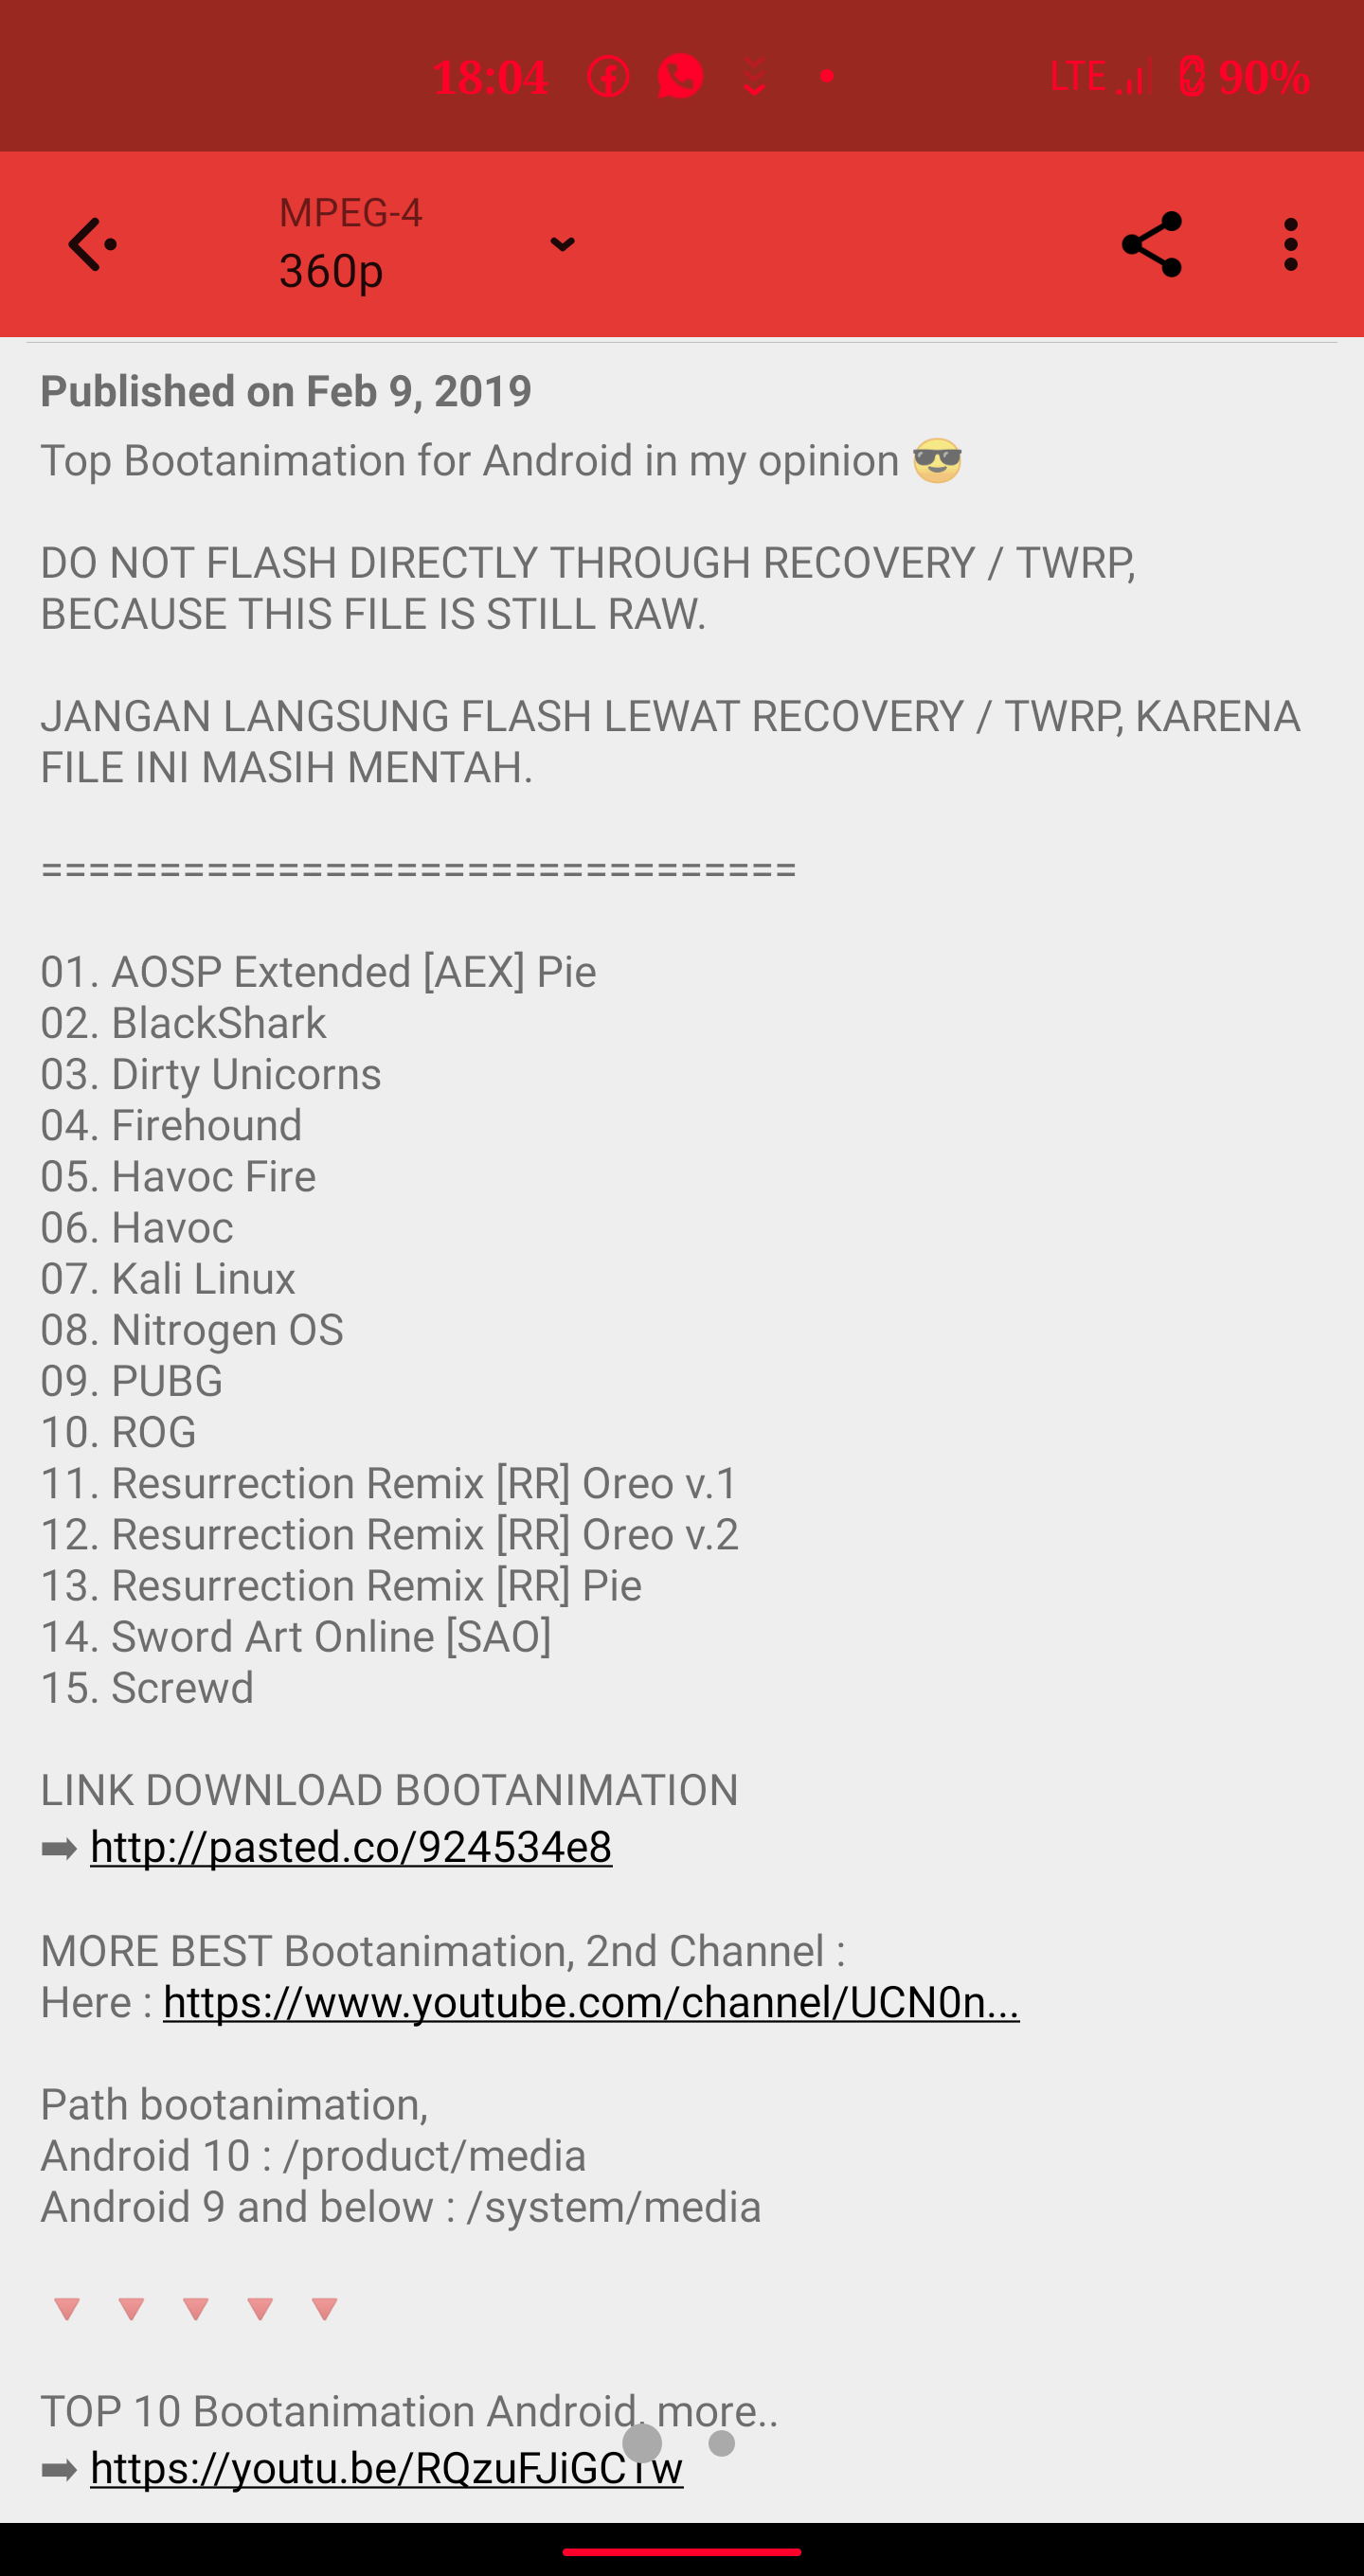 18:04 LTE 90%
MPEG-4
360p
Published on Feb 9, 2019
Top Bootanimation for Android in my opinion 😎
DO NOT FLASH DIRECTLY THROUGH RECOVERY / TWRP,
BECAUSE THIS FILE IS STILL RAW.
JANGAN LANGSUNG FLASH LEWAT RECOVERY / TWRP, KARENA
FILE INI MASIH MENTAH.
================================
01. AOSP Extended [AEX] Pie
02. BlackShark
03. Dirty Unicorns
04. Firehound
05. Havoc Fire
06. Havoc
07. Kali Linux
08. Nitrogen OS
09. PUBG
10. ROG
11. Resurrection Remix [RR] Oreo v.1
12. Resurrection Remix [RR] Oreo v.2
13. Resurrection Remix [RR] Pie
14. Sword Art Online [SAO]
15. Screwd
LINK DOWNLOAD BOOTANIMATION
➡ http://pasted.co/924534e8
MORE BEST Bootanimation, 2nd Channel :
Here : https://www.youtube.com/channel/UCN0n...
Path bootanimation,
Android 10 : /product/media
Android 9 and below : /system/media
🔻 🔻 🔻 🔻 🔻
TOP 10 Bootanimation Android, more..
➡ https://youtu.be/RQzuFJiGC1w